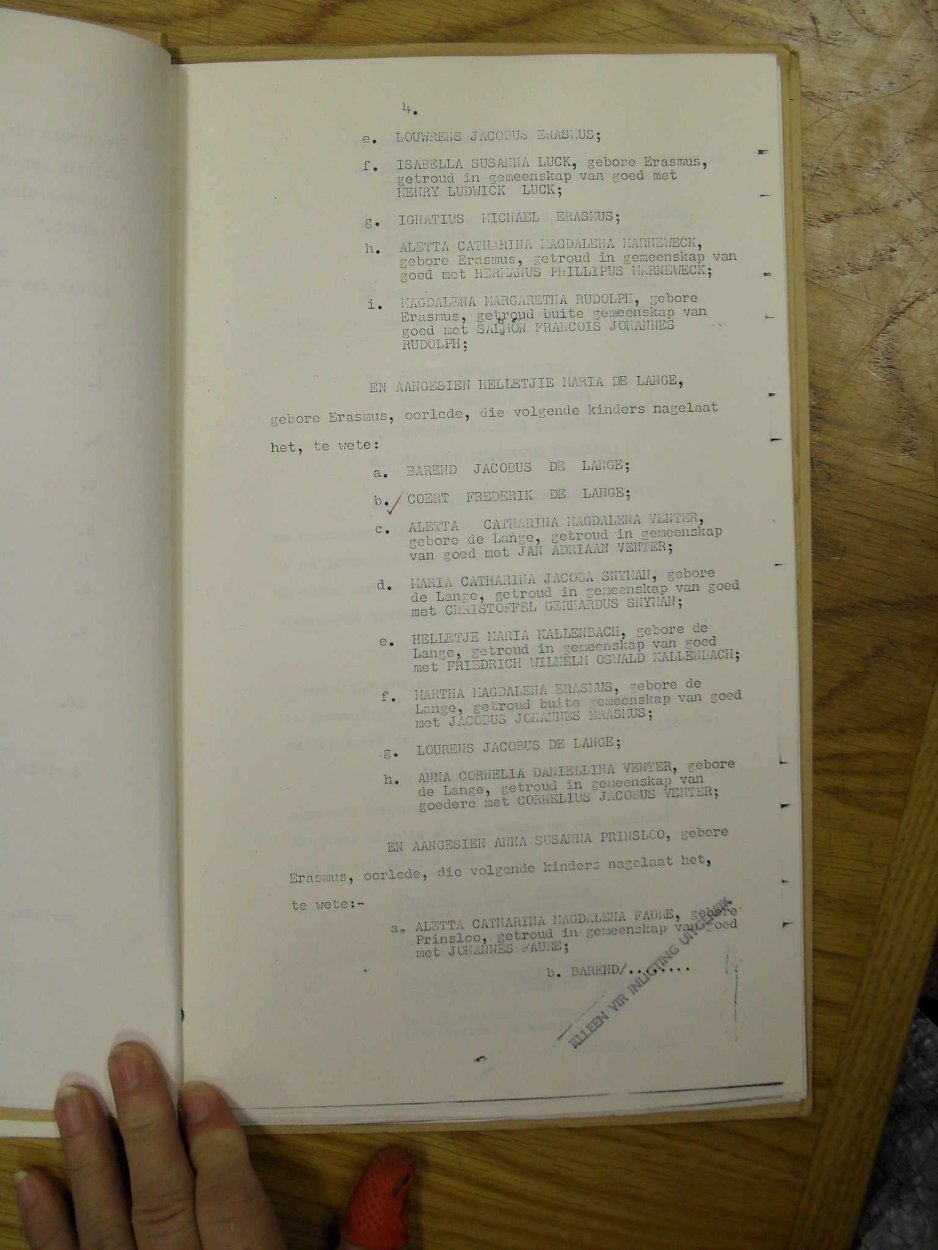 4.
e. LOUWRENS JACOBUS ERASMUS;
f. ISABELLA SUSANNA LUCK, gebore Erasmus,
getroud in gemeenskap van goed met
HENRY LUDWICK LUCK;
g. IGNATIUS MICHAEL ERASMUS;
h. ALETTA CATHARINA MAGDALENA MARNEWECK,
gebore Erasmus, getroud in gemeenskap van
goed met HERMANUS PHILLIPUS MARNEWECK;
i. MAGDALENA MARGARETHA RUDOLPH, gebore
Erasmus, getroud buite gemeenskap van
goed met SALMON FRANCOIS JOHANNES
RUDOLPH;
EN AANGESIEN HELLETJIE MARIA DE LANGE,
gebore Erasmus, oorlede, die volgende kinders nagelaat
het, te wete:
a. BAREND JACOBUS DE LANGE;
b. COERT FREDERIK DE LANGE;
c. ALETTA CATHARINA MAGDALENA VENTER,
gebore de Lange, getroud in gemeenskap
van goed met JAN ADRIAAN VENTER;
d. MARIA CATHARINA JACOBA SNYMAN, gebore
de Lange, getroud in gemeenskap van goed
met CHRISTOFFEL GERHARDUS SNYMAN;
e. HELLETJE MARIA KALLENBACH, gebore de
Lange, getroud in gemeenskap van goed
met FRIEDRICH WILHELM OSWALD KALLENBACH;
f. MARTHA MAGDALENA ERASMUS, gebore de
Lange, getroud buite gemeenskap van goed
met JACOBUS JOHANNES ERASMUS;
g. LOURENS JACOBUS DE LANGE;
h. ANNA CORNELIA DANIELLINA VENTER, gebore
de Lange, getroud in gemeenskap van
goedere met CORNELIUS JACOBUS VENTER;
EN AANGESIEN ANNA SUSANNA PRINSLOO, gebore
Erasmus, oorlede, die volgende kinders nagelaat het,
te wete:-
a. ALETTA CATHARINA MAGDALENA FAURE, gebore
Prinsloo, getroud in gemeenskap van goed
met JOHANNES FAURE;
b. BAREND/........
ALLEEN VIR INLIGTING UITGEREIK